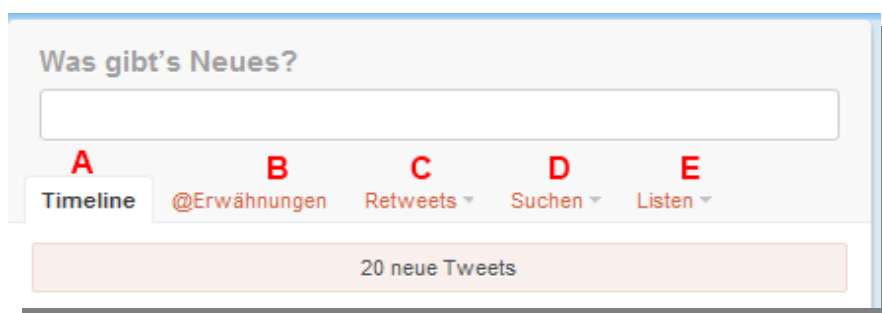 Was gibt's Neues?
A B C D E
Timeline @Erwähnungen Retweets Suchen Listen
20 neue Tweets